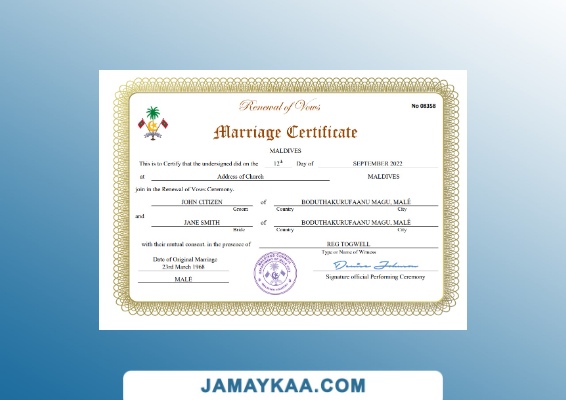 Renewal of Vows
No 08358
Marriage Certificate
MALDIVES
This is to Certify that the undersigned did on the 12th Day of SEPTEMBER 2022
at Address of Church MALDIVES
join in the Renewal of Vows Ceremony.
JOHN CITIZEN of BODUTHAKURUFAANU MAGU, MALÉ
Groom Country City
and
JANE SMITH of BODUTHAKURUFAANU MAGU, MALÉ
Bride Country City
with their mutual consent. in the presence of REG TOGWELL
Type or Name of Witness
Date of Original Marriage
23rd March 1968
Signature official Performing Ceremony
MALÉ
JAMAYKAA.COM